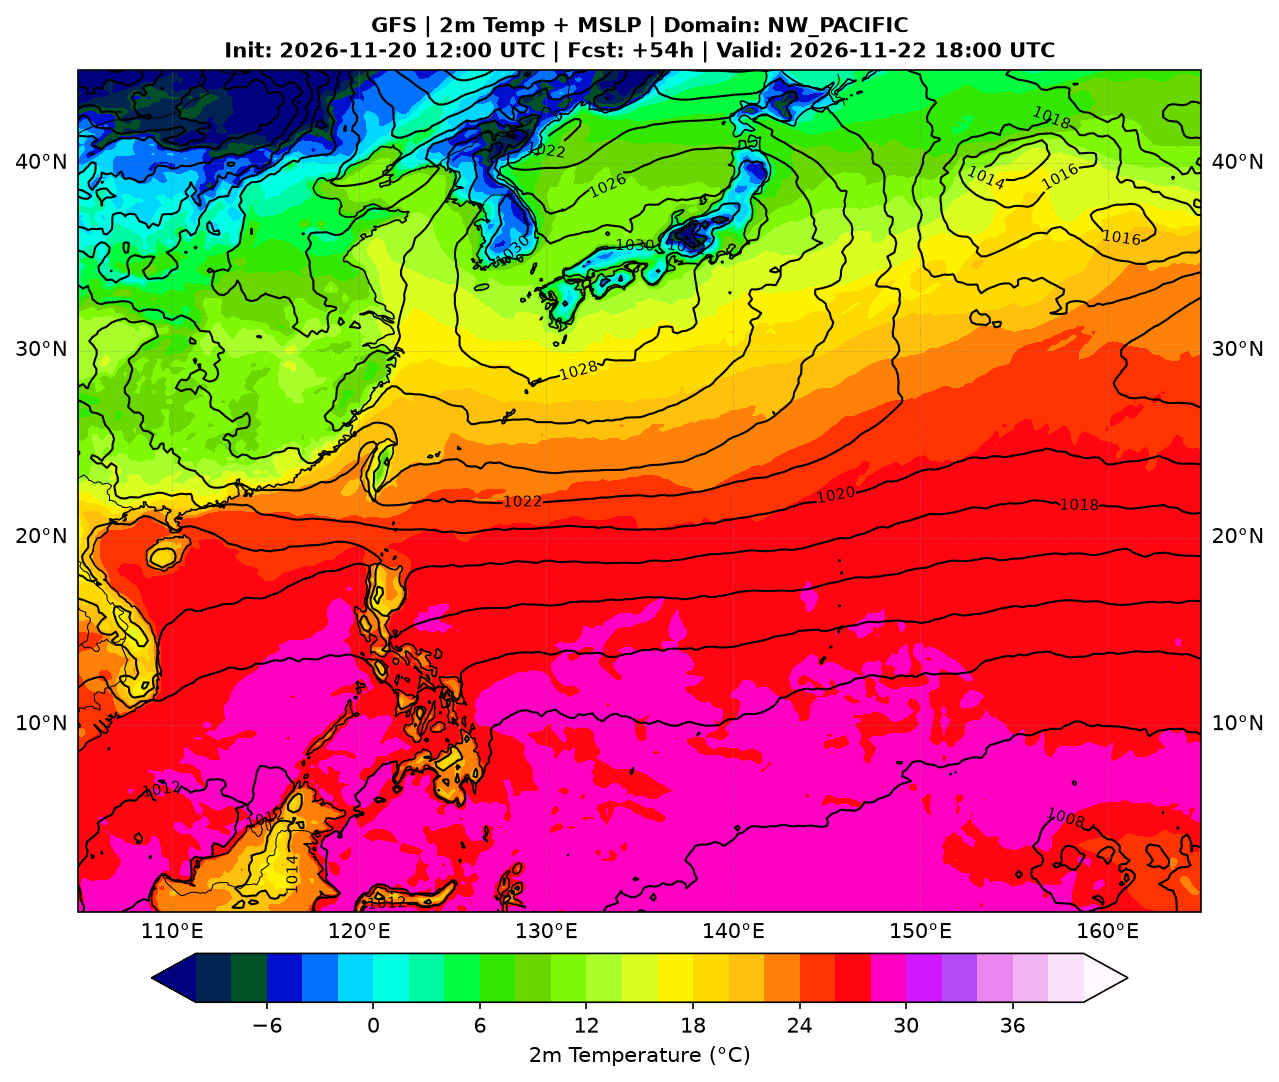 GFS | 2m Temp + MSLP | Domain: NW_PACIFIC
Init: 2026-11-20 12:00 UTC | Fcst: +54h | Valid: 2026-11-22 18:00 UTC
1018
1022
40°N
40°N
1014
1016
1026
1016
1030
1030
30°N
30°N
1028
1020
1022
1018
20°N
20°N
10°N
10°N
1012
1012
1008
1014
1012
110°E
120°E
130°E
140°E
150°E
160°E
−6
0
6
12
18
24
30
36
2m Temperature (°C)